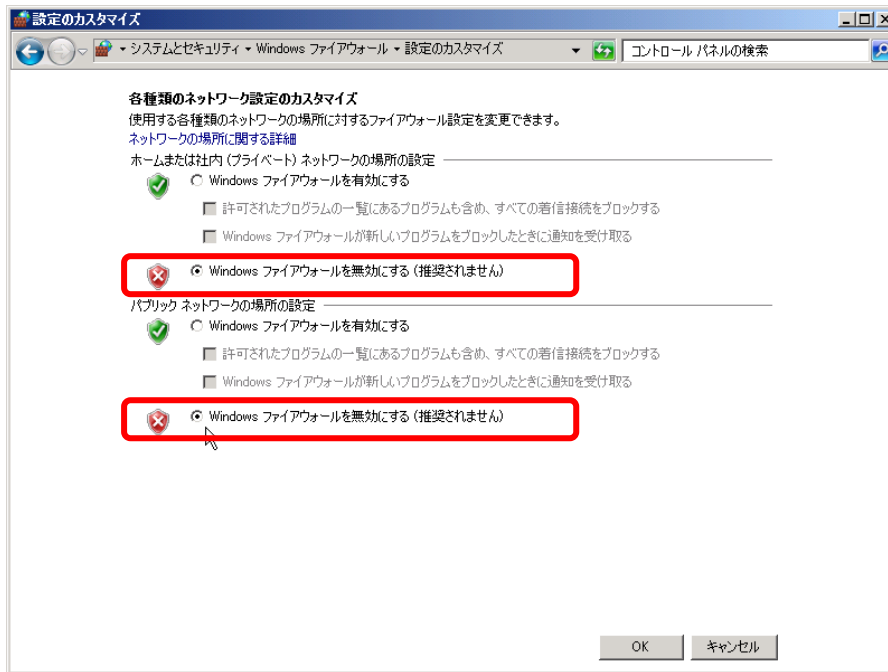 設定のカスタマイズ
システムとセキュリティ Windows ファイアウォール 設定のカスタマイズ コントロール パネルの検索
各種類のネットワーク設定のカスタマイズ
使用する各種類のネットワークの場所に対するファイアウォール設定を変更できます。
ネットワークの場所に関する詳細
ホームまたは社内 (プライベート) ネットワークの場所の設定
Windows ファイアウォールを有効にする
許可されたプログラムの一覧にあるプログラムも含め、すべての着信接続をブロックする
Windows ファイアウォールが新しいプログラムをブロックしたときに通知を受け取る
Windows ファイアウォールを無効にする (推奨されません)
パブリック ネットワークの場所の設定
Windows ファイアウォールを有効にする
許可されたプログラムの一覧にあるプログラムも含め、すべての着信接続をブロックする
Windows ファイアウォールが新しいプログラムをブロックしたときに通知を受け取る
Windows ファイアウォールを無効にする (推奨されません)
OK キャンセル